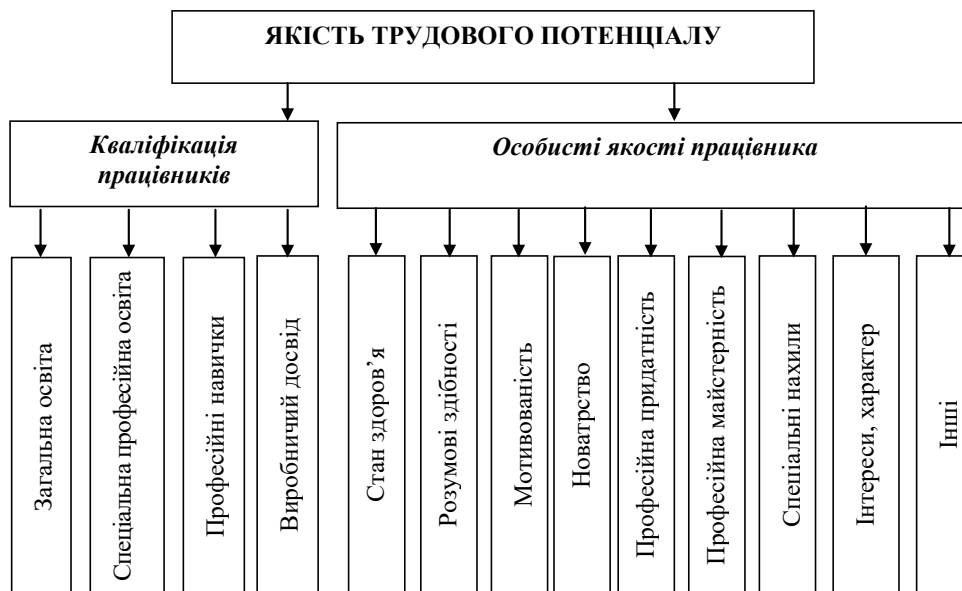 ЯКІСТЬ ТРУДОВОГО ПОТЕНЦІАЛУ
Кваліфікація
працівників
Особисті якості працівника
Загальна освіта
Спеціальна професійна освіта
Професійні навички
Виробничий досвід
Стан здоров’я
Розумові здібності
Мотивованість
Новатрство
Професійна придатність
Професійна майстерність
Спеціальні нахили
Інтереси, характер
Інші